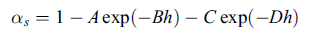 αₛ = 1 − A exp(−Bh) − C exp(−Dh)